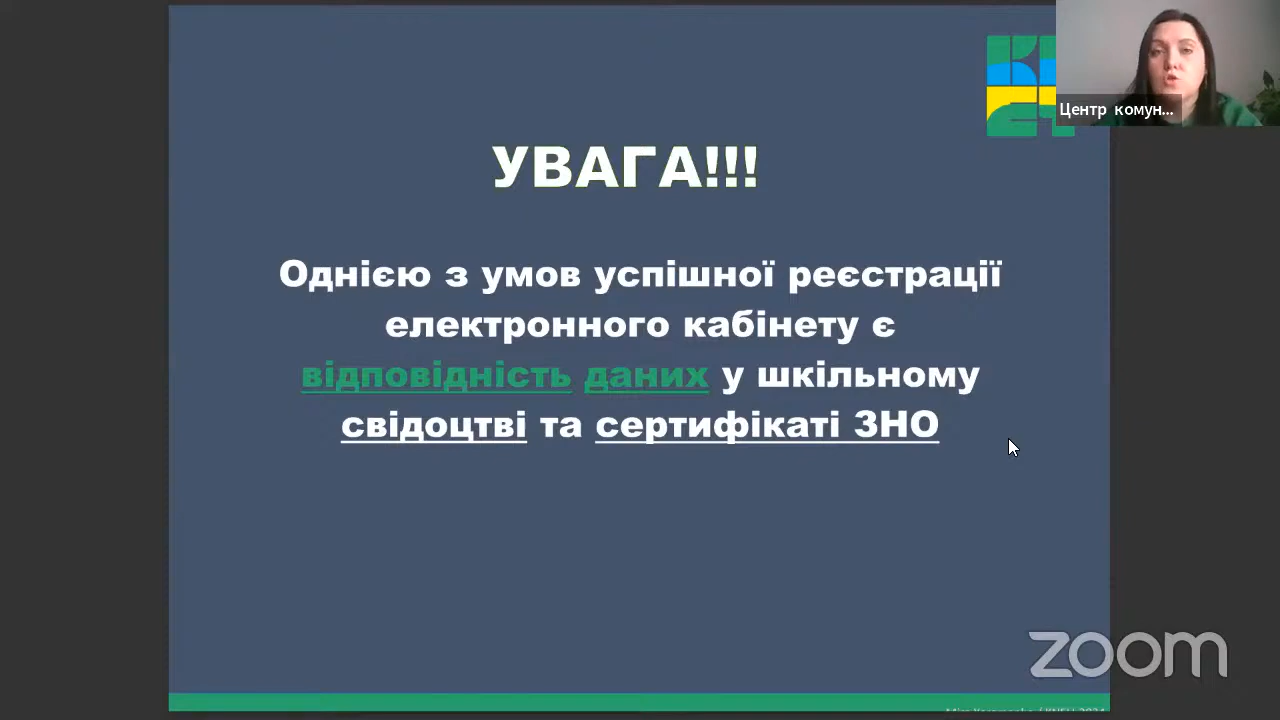 Центр комун...
УВАГА!!!
Однією з умов успішної реєстрації
електронного кабінету є
відповідність даних у шкільному
свідоцтві та сертифікаті ЗНО
zoom